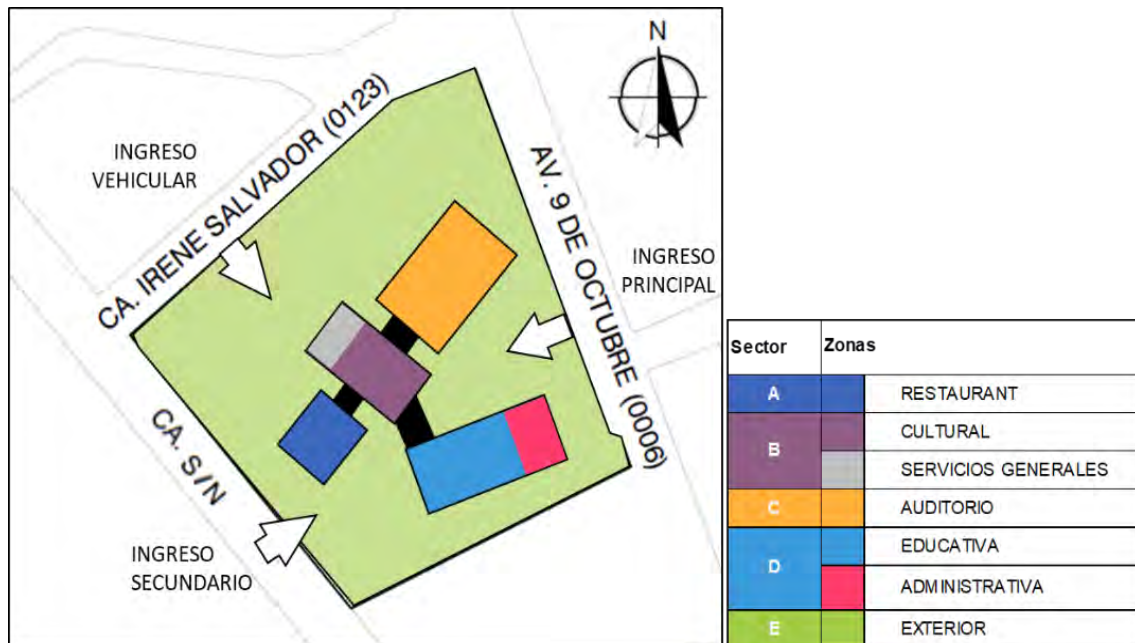 N
CA. IRENE SALVADOR (0123)
INGRESO
VEHICULAR
AV. 9 DE OCTUBRE (0006)
INGRESO
PRINCIPAL
CA. S/N
INGRESO
SECUNDARIO
Sector Zonas
A RESTAURANT
B CULTURAL
SERVICIOS GENERALES
C AUDITORIO
D EDUCATIVA
ADMINISTRATIVA
E EXTERIOR